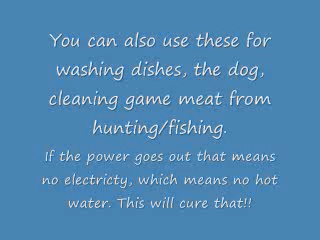 You can also use these for
washing dishes, the dog,
cleaning game meat from
hunting/fishing.
If the power goes out that means
no electricty, which means no hot
water. This will cure that!!